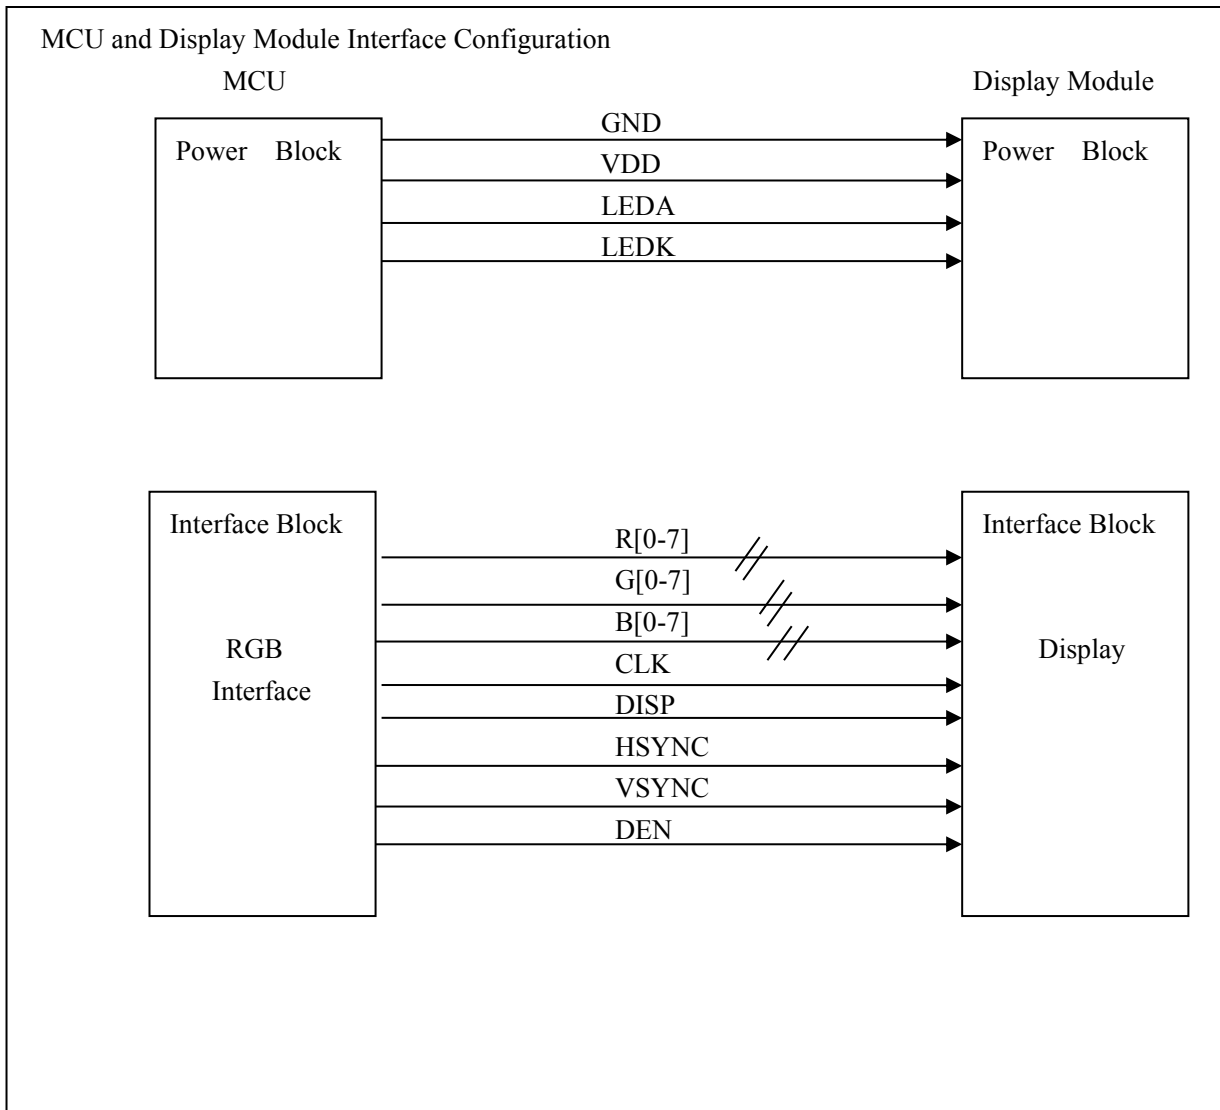 MCU and Display Module Interface Configuration
MCU
Display Module
Power Block
GND
VDD
LEDA
LEDK
Power Block
Interface Block
RGB
Interface
R[0-7]
G[0-7]
B[0-7]
CLK
DISP
HSYNC
VSYNC
DEN
Interface Block
Display